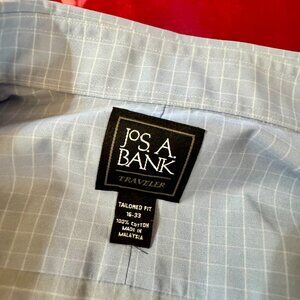 JOS. A.
BANK
TRAVELER
TAILORED FIT
16-33
100% COTTON
MADE IN
MALAYSIA